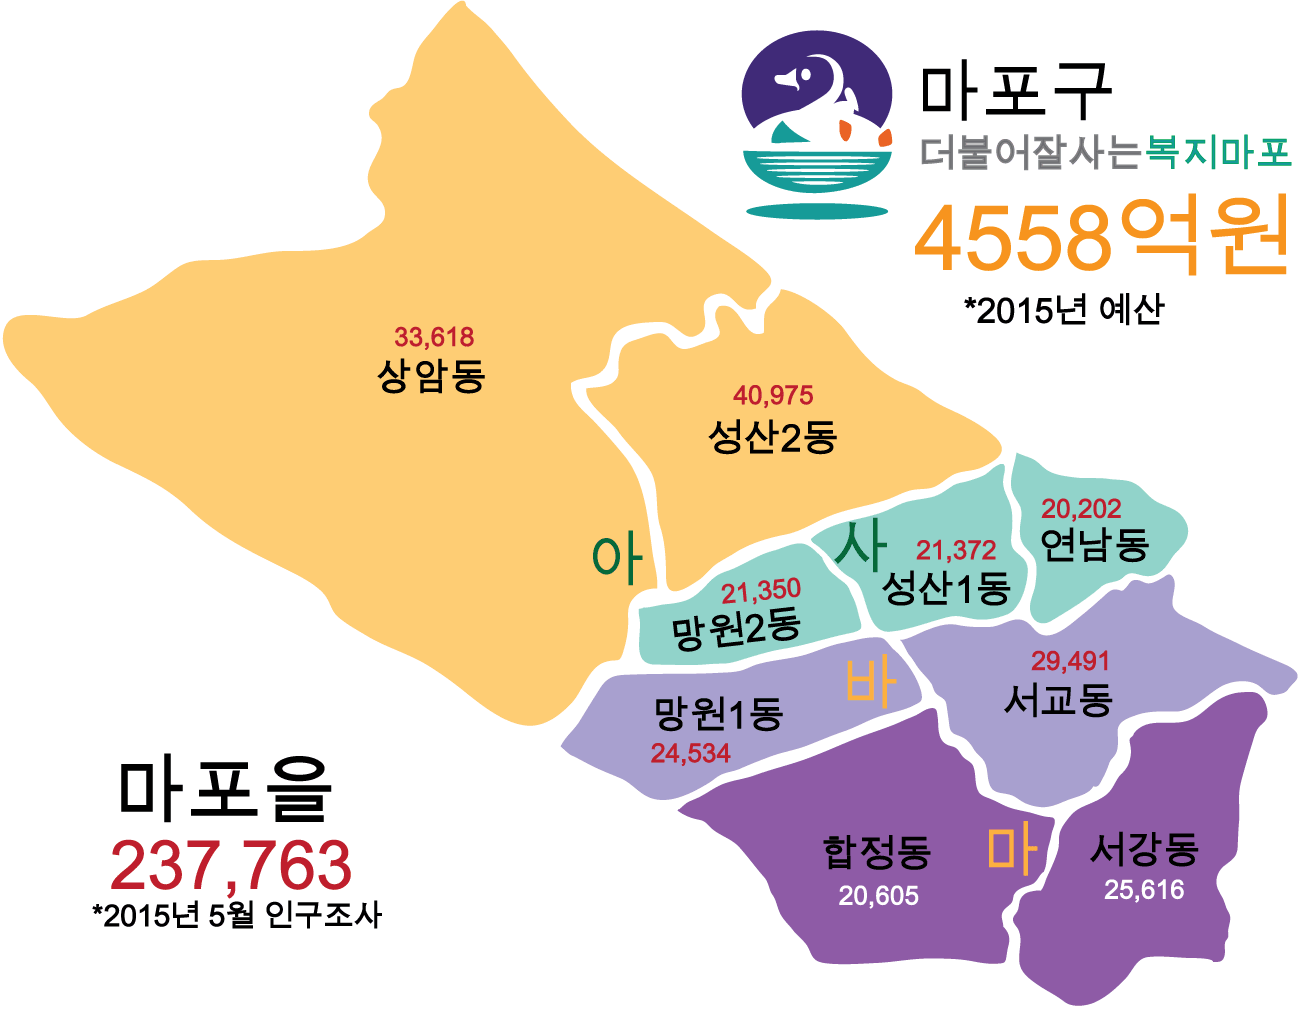 마포구
더불어잘사는복지마포
4558억원
*2015년 예산
33,618
상암동
40,975
성산2동
20,202
연남동
아
사
21,372
성산1동
21,350
망원2동
바
29,491
서교동
망원1동
24,534
마포을
237,763
*2015년 5월 인구조사
합정동
20,605
마
서강동
25,616